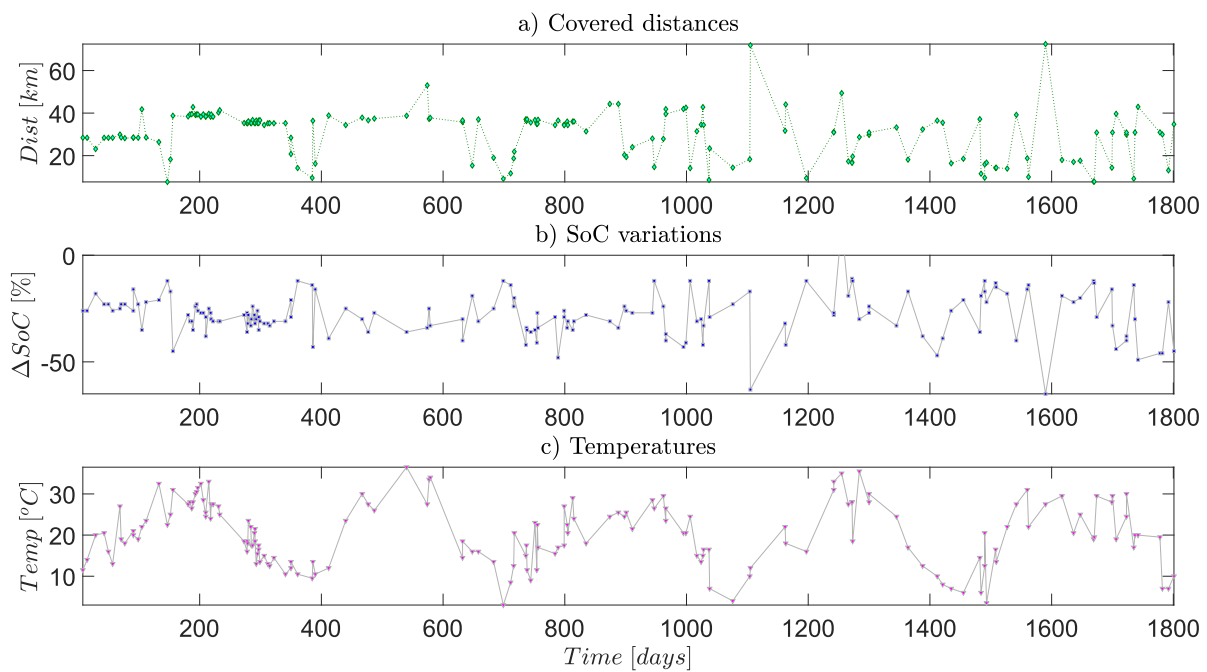 a) Covered distances
Dist [km]
60
40
20
200 400 600 800 1000 1200 1400 1600 1800
b) SoC variations
ΔSoC [%]
0
-50
200 400 600 800 1000 1200 1400 1600 1800
c) Temperatures
Temp [°C]
30
20
10
200 400 600 800 1000 1200 1400 1600 1800
Time [days]